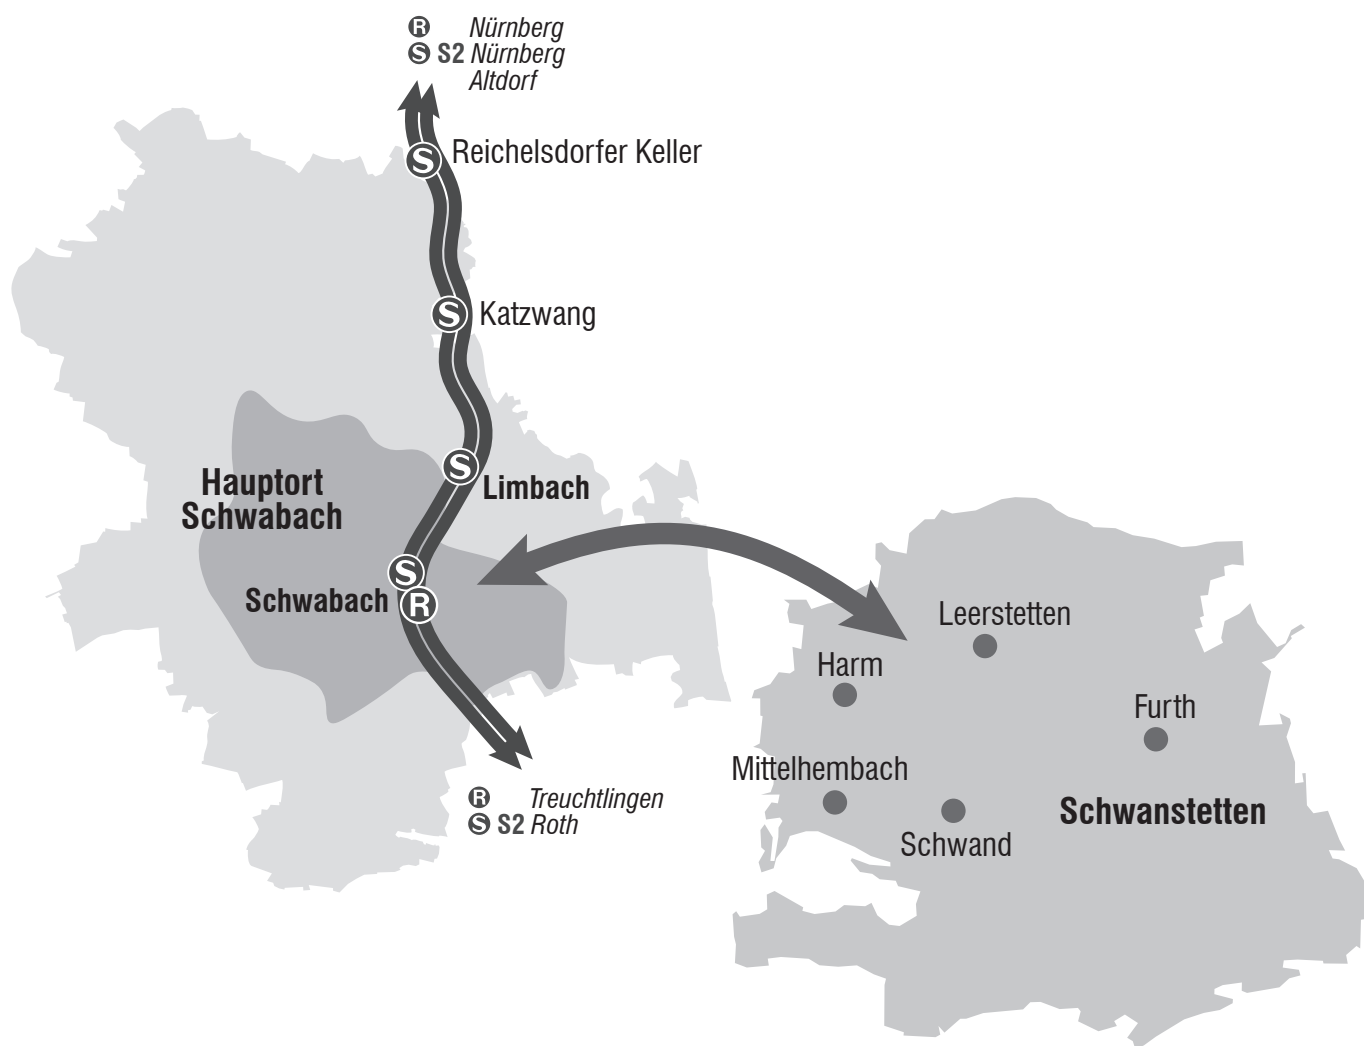 R Nürnberg
S S2 Nürnberg
Altdorf
S Reichelsdorfer Keller
S Katzwang
S Limbach
Hauptort
Schwabach
S
Schwabach R
R Treuchtlingen
S S2 Roth
Leerstetten
Harm
Furth
Mittelhembach
Schwanstetten
Schwand